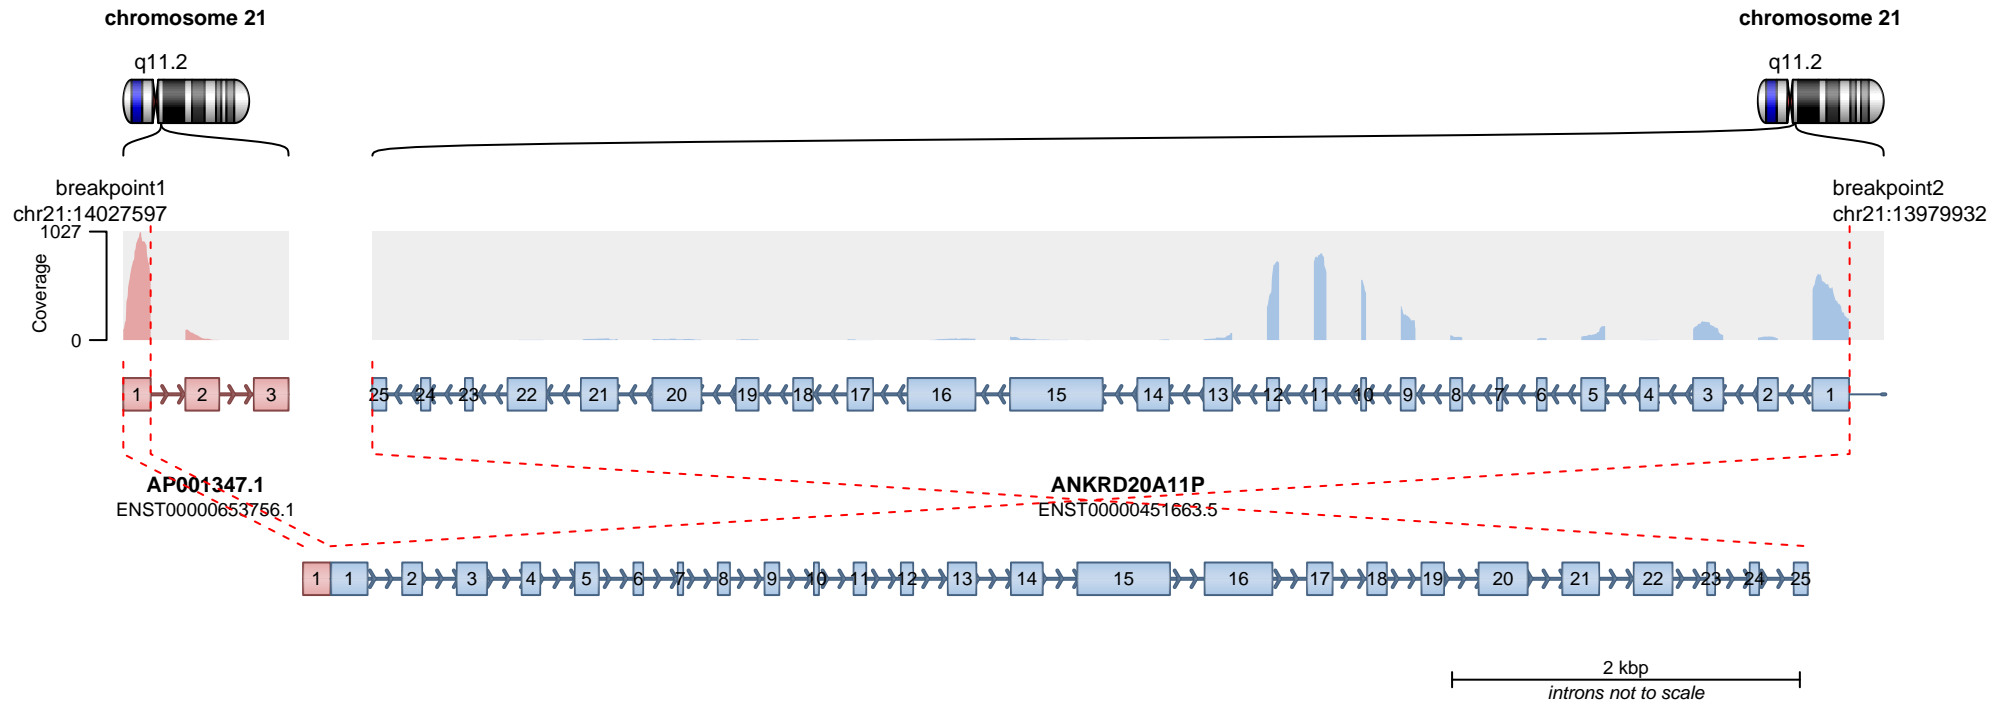 chromosome 21
chromosome 21
q11.2
q11.2
breakpoint1
chr21:14027597
breakpoint2
chr21:13979932
1027
Coverage
0
1 2 3 25 24 23 22 21 20 19 18 17 16 15 14 13 12 11 10 9 8 7 6 5 4 3 2 1
AP001347.1
ENST00000653756.1
ANKRD20A11P
ENST00000451663.5
1 1 2 3 4 5 6 7 8 9 10 11 12 13 14 15 16 17 18 19 20 21 22 23 24 25
2 kbp
introns not to scale